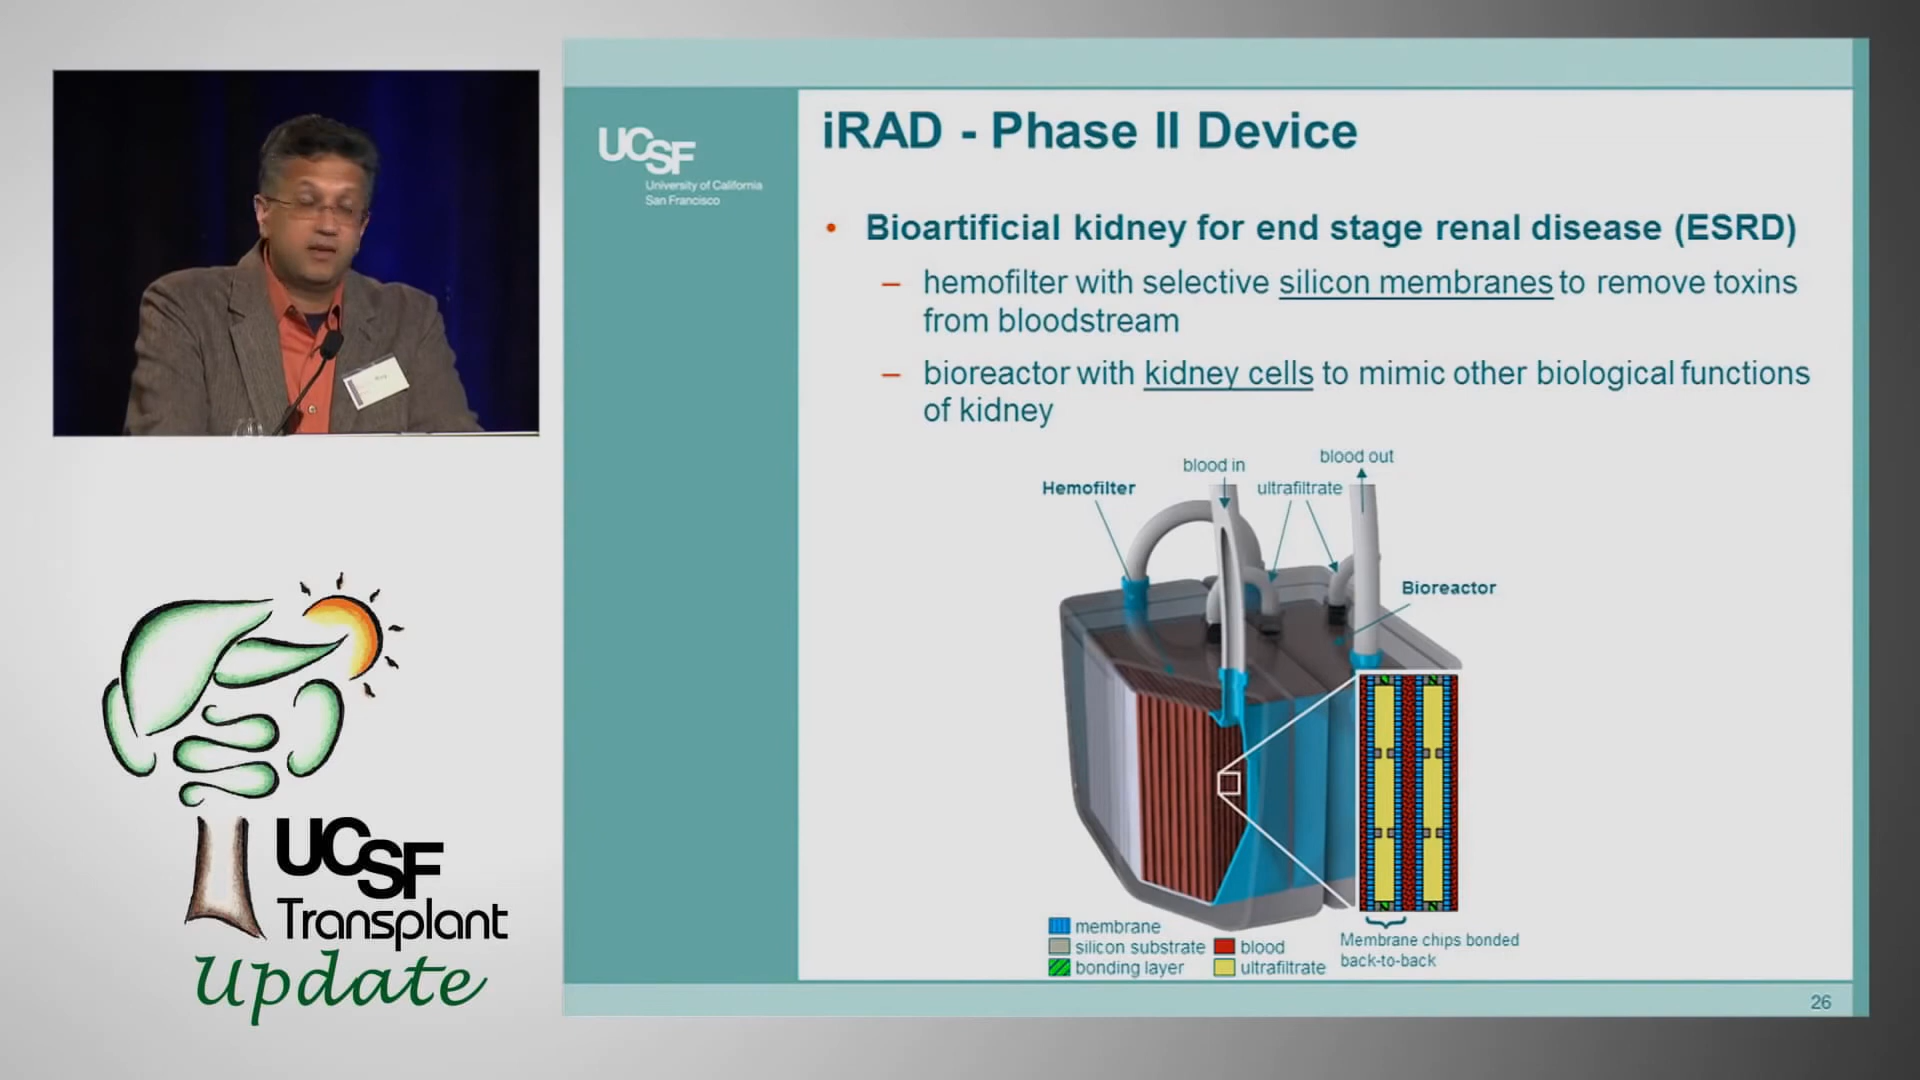 UCSF
University of California
San Francisco
iRAD - Phase II Device
• Bioartificial kidney for end stage renal disease (ESRD)
– hemofilter with selective silicon membranes to remove toxins
from bloodstream
– bioreactor with kidney cells to mimic other biological functions
of kidney
blood in
blood out
Hemofilter
ultrafiltrate
Bioreactor
membrane
silicon substrate
blood
bonding layer
ultrafiltrate
Membrane chips bonded
back-to-back
26
UCSF
Transplant
Update